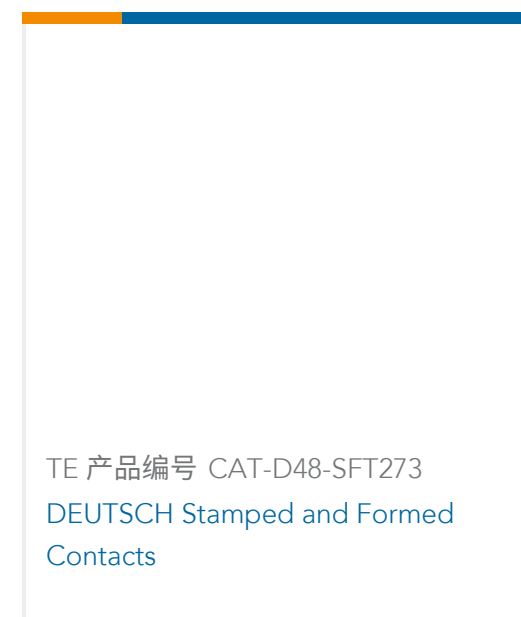 TE 产品编号 CAT-D48-SFT273
DEUTSCH Stamped and Formed
Contacts